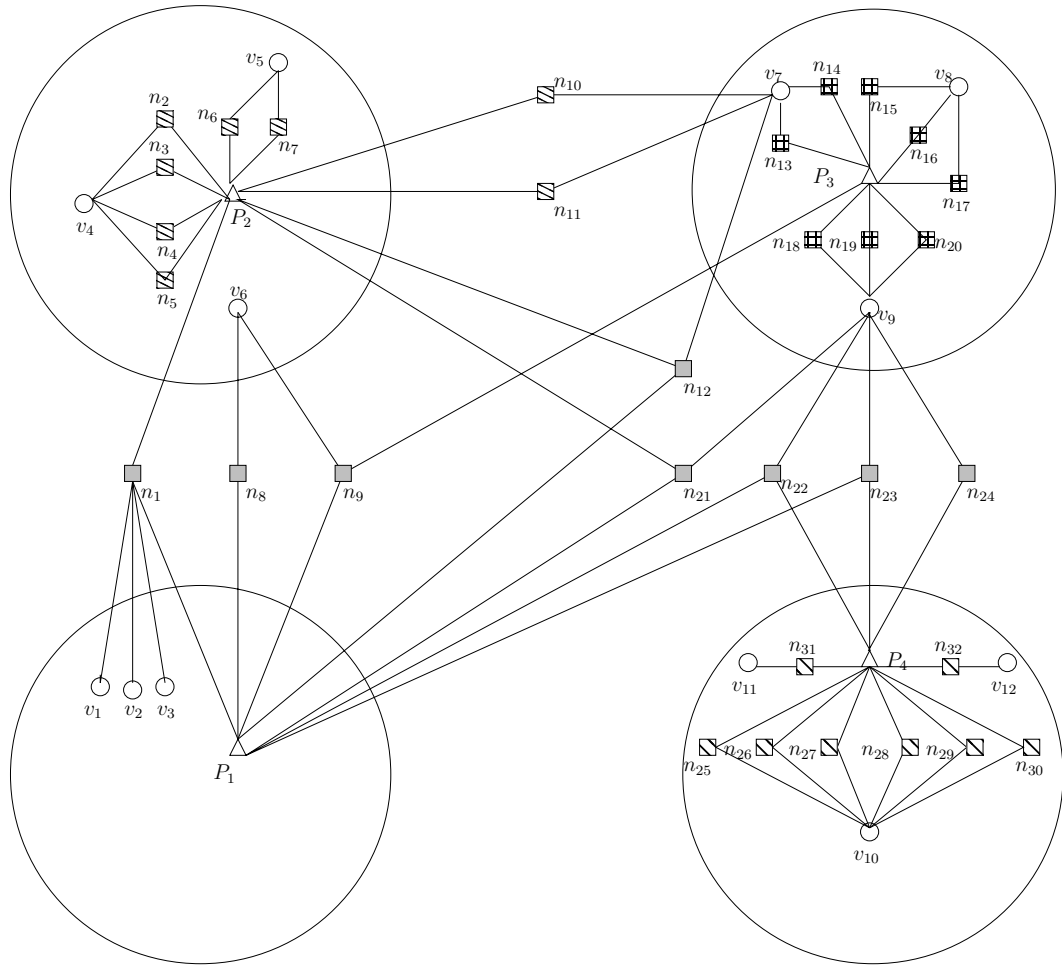 v₅
n₁₀
v₇
n₁₄
v₈
n₂
n₆
n₁₅
n₃
n₇
n₁₃
n₁₆
P₃
n₁₇
v₄
P₂
n₁₁
n₄
n₁₈
n₁₉
n₂₀
n₅
v₆
v₉
n₁₂
n₁
n₈
n₉
n₂₁
n₂₂
n₂₃
n₂₄
n₃₁
n₃₂
P₄
v₁₁
v₁₂
v₁
v₂
v₃
P₁
n₂₅
n₂₆
n₂₇
n₂₈
n₂₉
n₃₀
v₁₀